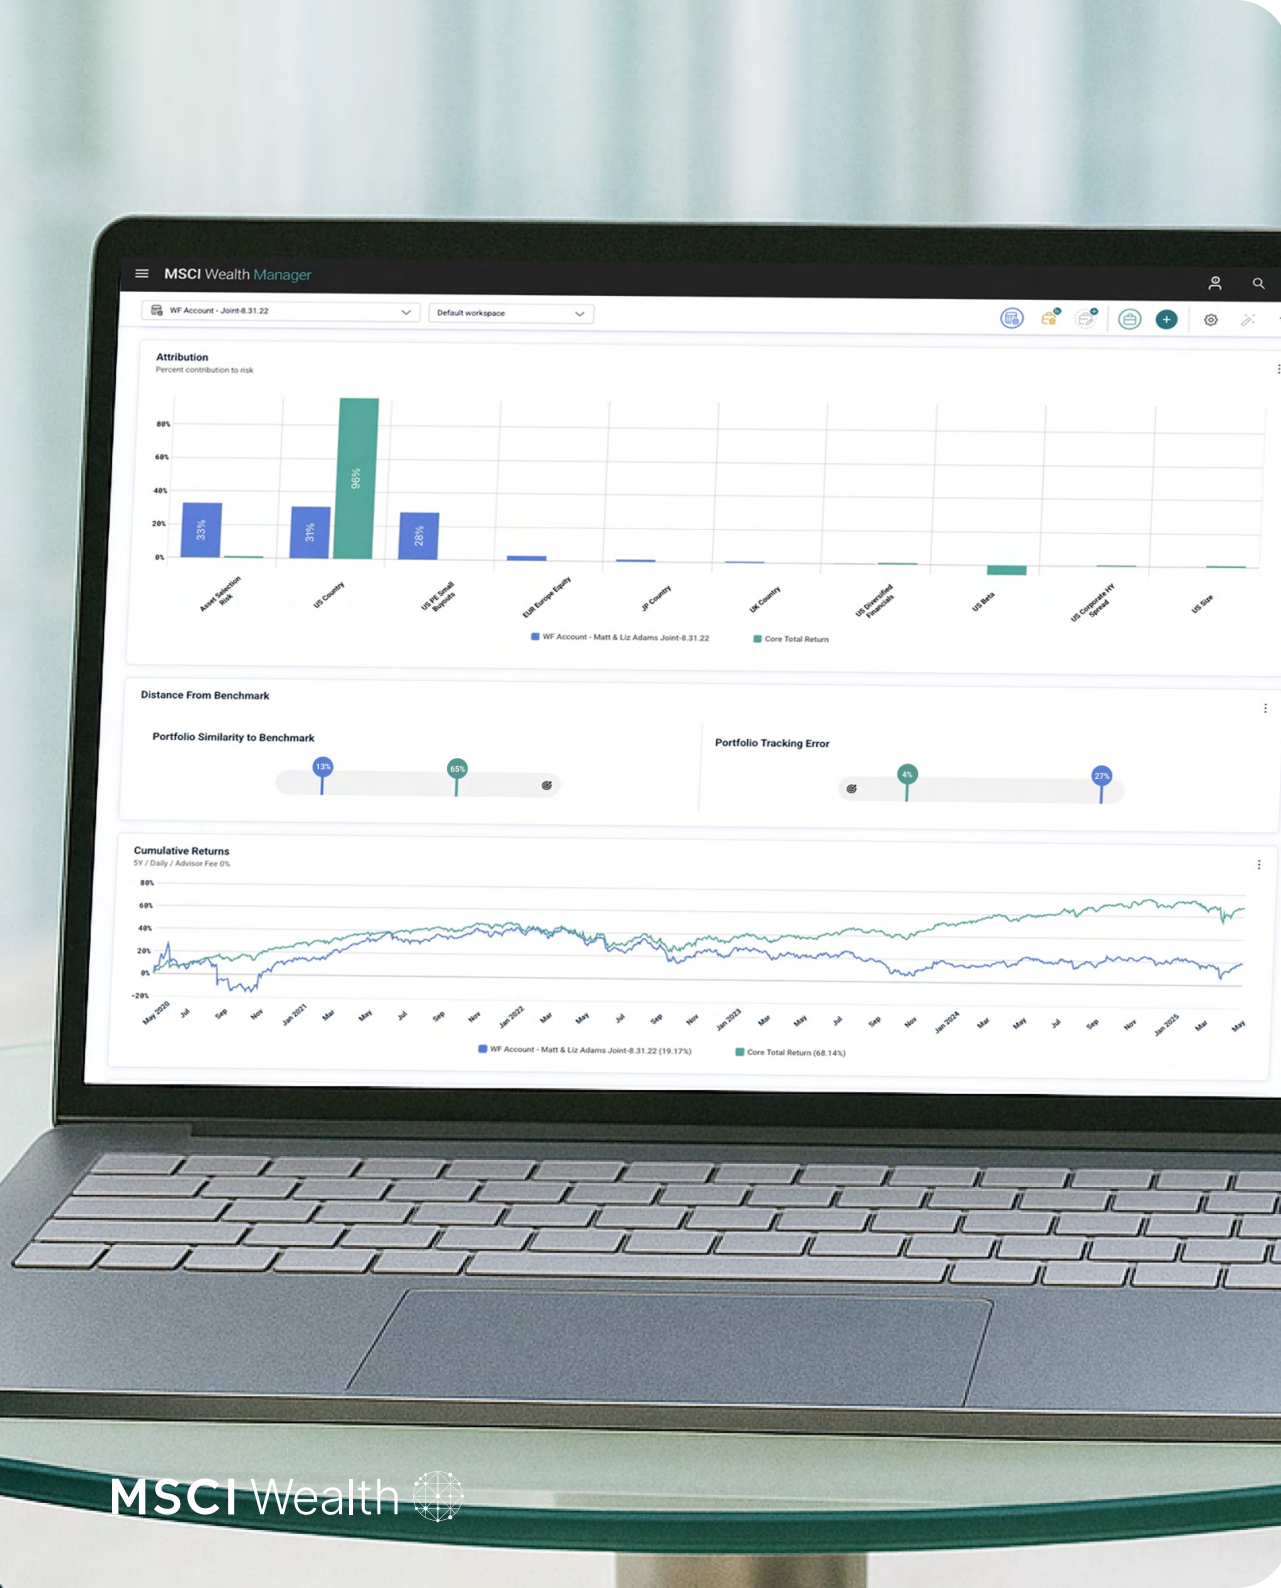 MSCI Wealth Manager
WF Account - Joint-8.31.22
Default workspace
Attribution
Percent contribution to risk
80%
60%
40%
20%
0%
33%
31%
96%
28%
Asset Selection
Risk
US Country
US PE Small
Buyouts
EUR Europe Equity
JP Country
UK Country
US Diversified
Financials
US Beta
US Corporate HY
Spread
US Size
WF Account - Matt & Liz Adams Joint-8.31.22
Core Total Return
Distance From Benchmark
Portfolio Similarity to Benchmark
13%
65%
Portfolio Tracking Error
4%
27%
Cumulative Returns
5Y / Daily / Advisor Fee 0%
80%
60%
40%
20%
0%
-20%
May 2020
Jul
Sep
Nov
Jan 2021
Mar
May
Jul
Sep
Nov
Jan 2022
Mar
May
Jul
Sep
Nov
Jan 2023
Mar
May
Jul
Sep
Nov
Jan 2024
Mar
May
Jul
Sep
Nov
Jan 2025
Mar
May
WF Account - Matt & Liz Adams Joint-8.31.22 (19.17%)
Core Total Return (68.14%)
MSCI Wealth